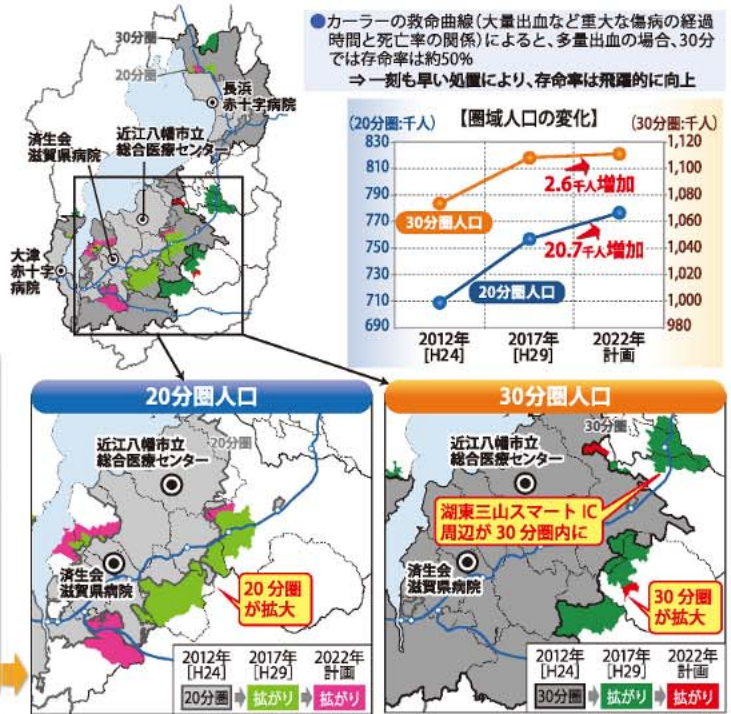 ●カーラーの救命曲線(大量出血など重大な傷病の経過
時間と死亡率の関係)によると、多量出血の場合、30分
では存命率は約50%
⇒一刻も早い処置により、存命率は飛躍的に向上
30分圏
20分圏
長浜
赤十字病院
近江八幡市立
総合医療センター
済生会
滋賀県病院
大津
赤十字
病院
(20分圏:千人)
【圏域人口の変化】
(30分圏:千人)
830
810
790
770
750
730
710
690
1,120
1,100
1,080
1,060
1,040
1,020
1,000
980
2.6千人増加
30分圏人口
20.7千人増加
20分圏人口
2012年
[H24]
2017年
[H29]
2022年
計画
20分圏人口
近江八幡市立
総合医療センター
20分圏
済生会
滋賀県病院
20分圏
が拡大
2012年
[H24]
2017年
[H29]
2022年
計画
20分圏
拡がり
拡がり
30分圏人口
30分圏
近江八幡市立
総合医療センター
湖東三山スマートIC
周辺が30分圏内に
済生会
滋賀県病院
30分圏
が拡大
2012年
[H24]
2017年
[H29]
2022年
計画
30分圏
拡がり
拡がり